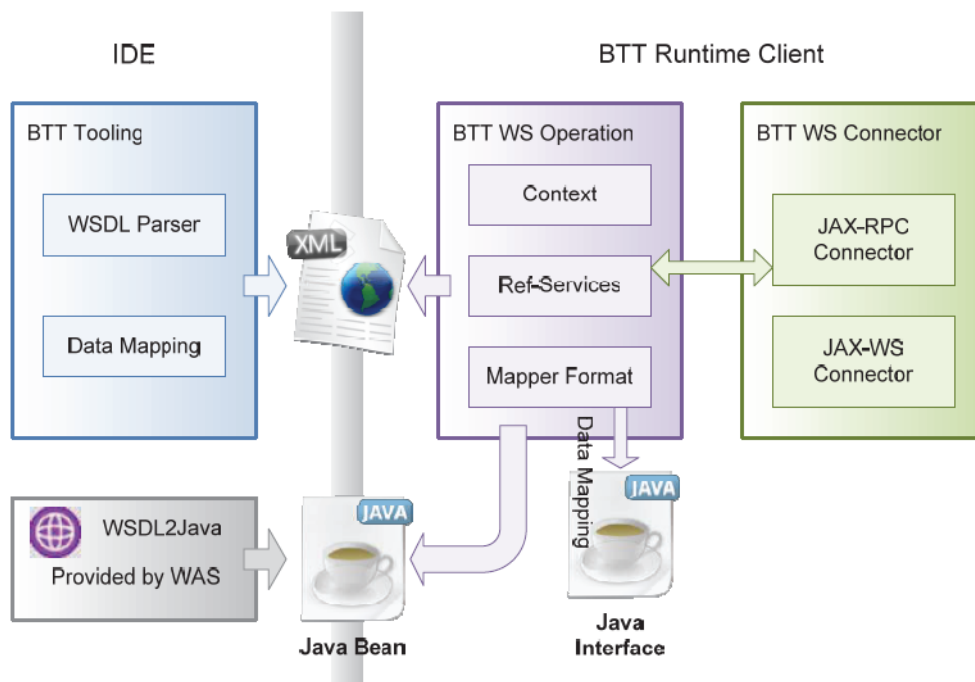 IDE
BTT Runtime Client
BTT Tooling
WSDL Parser
Data Mapping
XML
BTT WS Operation
Context
Ref-Services
Mapper Format
BTT WS Connector
JAX-RPC
Connector
JAX-WS
Connector
Data Mapping
WSDL2Java
Provided by WAS
JAVA
Java Bean
JAVA
Java
Interface